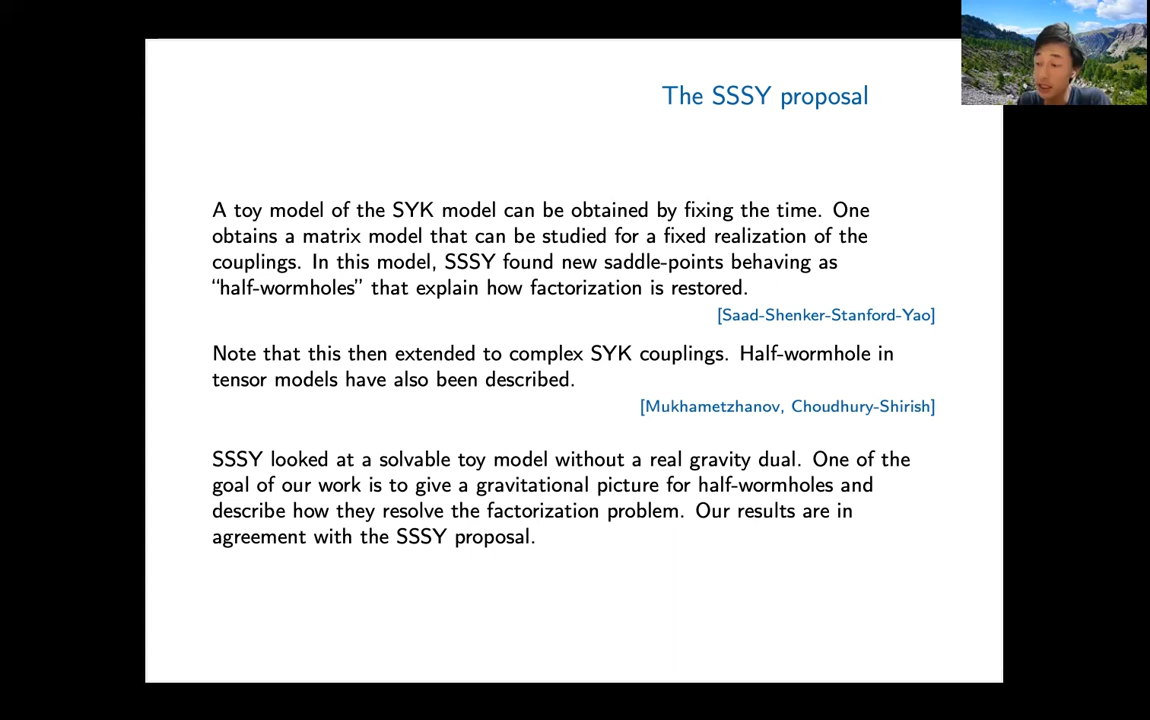 The SSSY proposal
A toy model of the SYK model can be obtained by fixing the time. One
obtains a matrix model that can be studied for a fixed realization of the
couplings. In this model, SSSY found new saddle-points behaving as
“half-wormholes” that explain how factorization is restored.
[Saad-Shenker-Stanford-Yao]
Note that this then extended to complex SYK couplings. Half-wormhole in
tensor models have also been described.
[Mukhametzhanov, Choudhury-Shirish]
SSSY looked at a solvable toy model without a real gravity dual. One of the
goal of our work is to give a gravitational picture for half-wormholes and
describe how they resolve the factorization problem. Our results are in
agreement with the SSSY proposal.